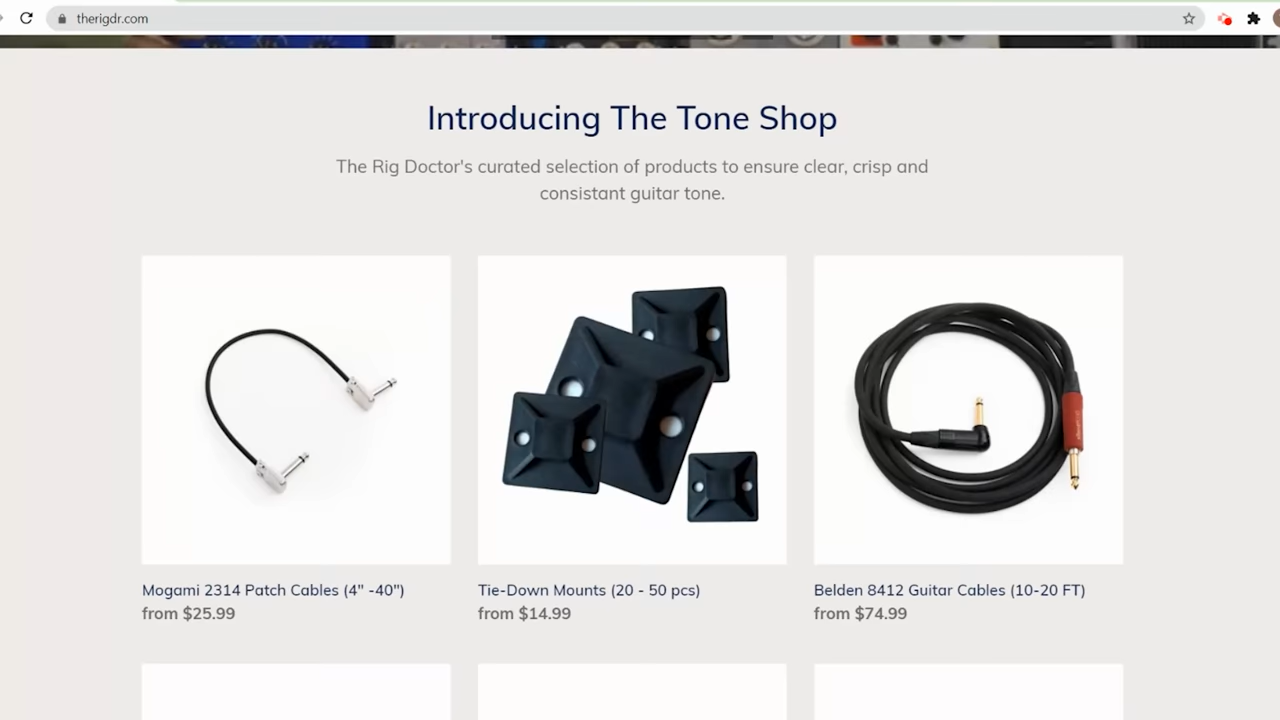 therigdr.com
Introducing The Tone Shop
The Rig Doctor's curated selection of products to ensure clear, crisp and
consistant guitar tone.
Mogami 2314 Patch Cables (4" -40")
from $25.99
Tie-Down Mounts (20 - 50 pcs)
from $14.99
Belden 8412 Guitar Cables (10-20 FT)
from $74.99